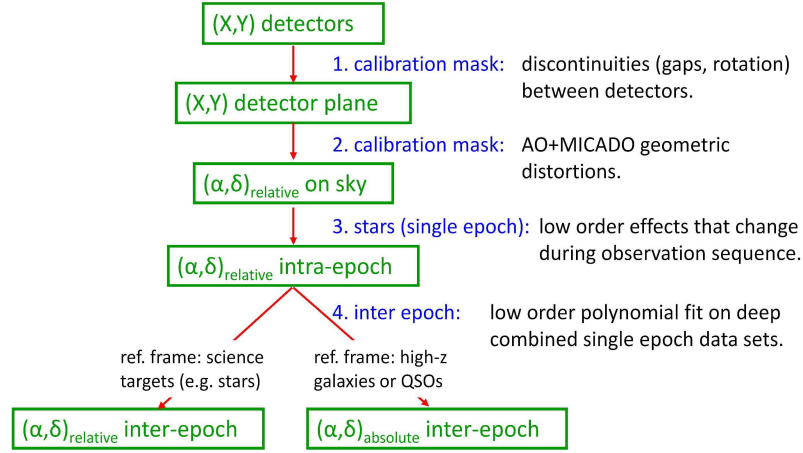 (X,Y) detectors
1. calibration mask: discontinuities (gaps, rotation)
between detectors.
(X,Y) detector plane
2. calibration mask: AO+MICADO geometric
distortions.
(α,δ)relative on sky
3. stars (single epoch): low order effects that change
during observation sequence.
(α,δ)relative intra-epoch
4. inter epoch: low order polynomial fit on deep
combined single epoch data sets.
ref. frame: science
targets (e.g. stars)
ref. frame: high-z
galaxies or QSOs
(α,δ)relative inter-epoch
(α,δ)absolute inter-epoch